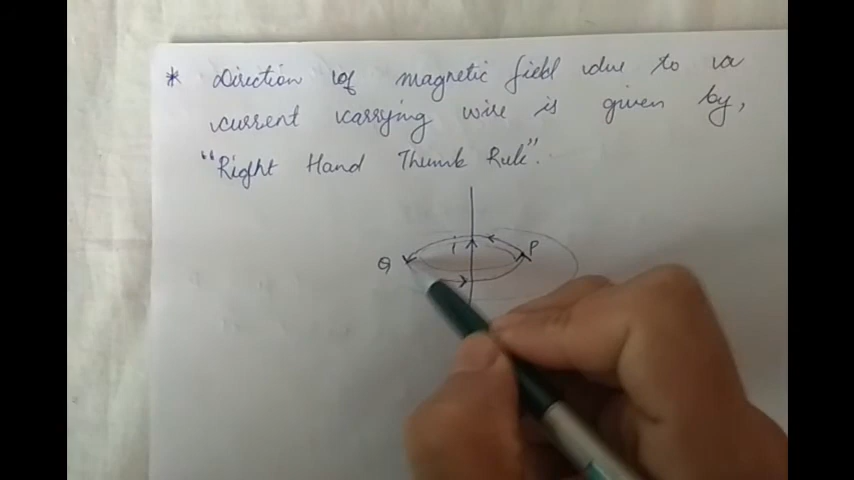 * Direction of magnetic field due to a
current carrying wire is given by,
"Right Hand Thumb Rule".
i
P
Q